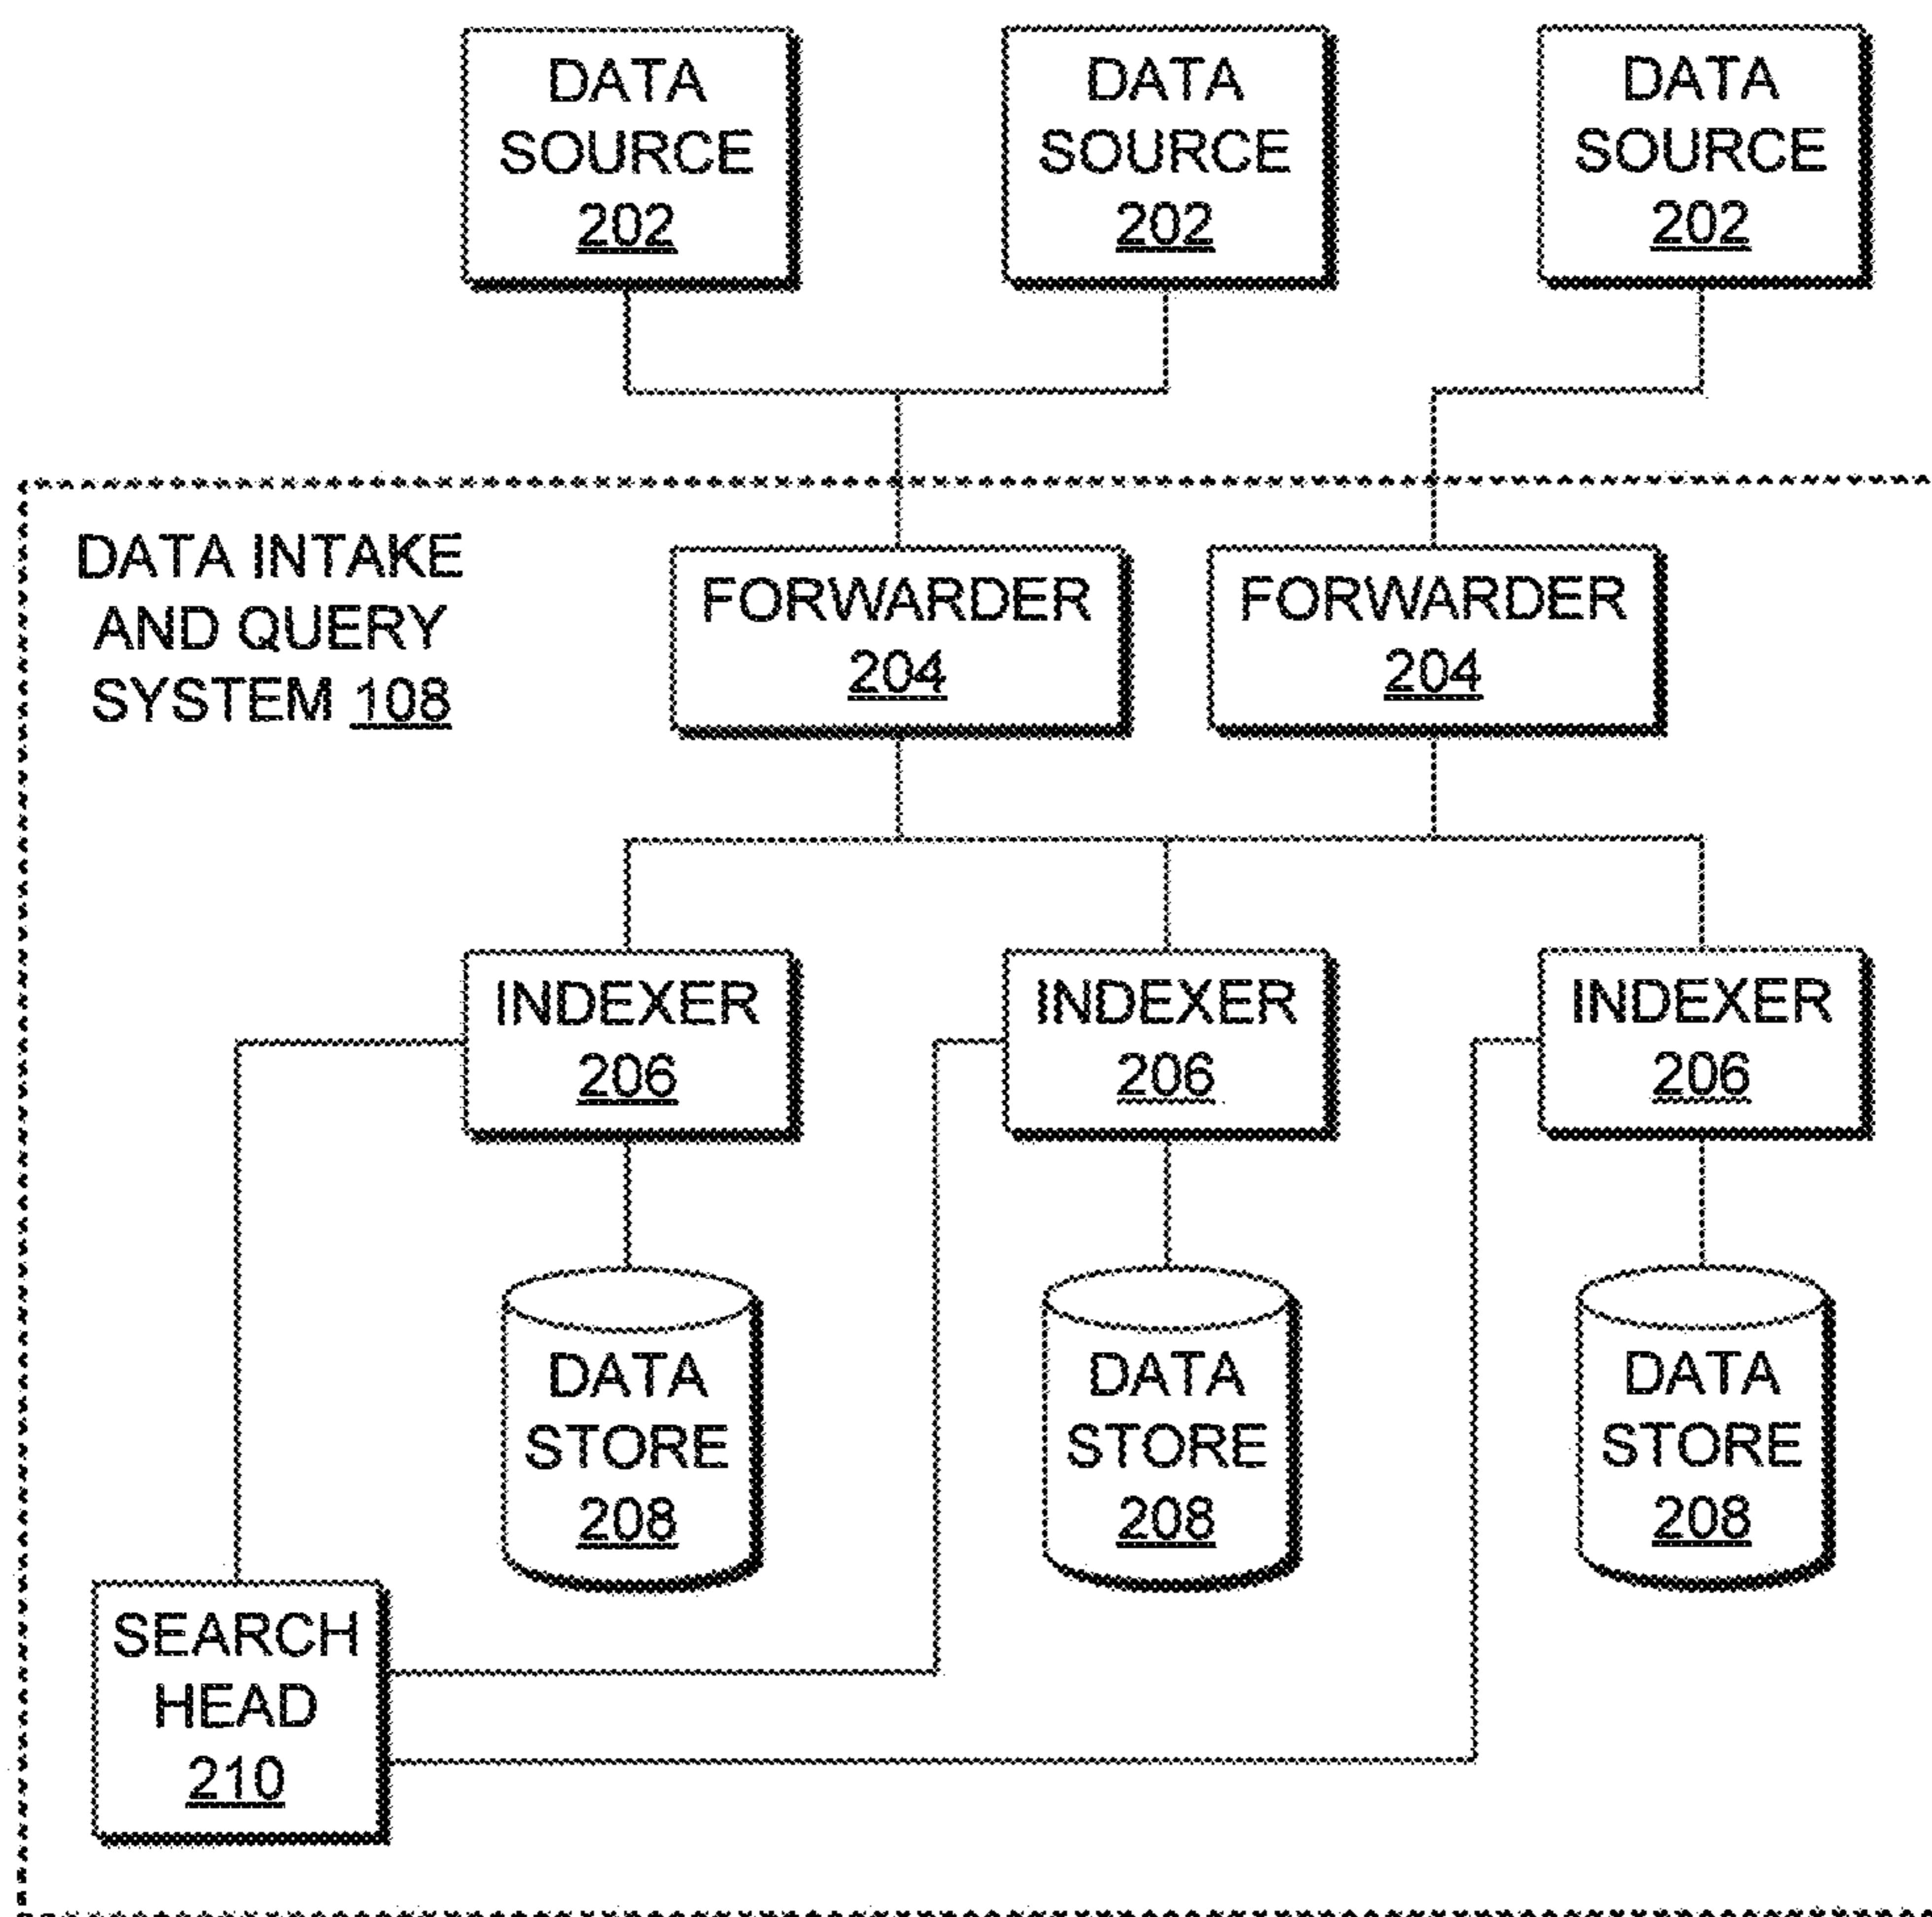 DATA
SOURCE
202
DATA
SOURCE
202
DATA
SOURCE
202
DATA INTAKE
AND QUERY
SYSTEM 108
FORWARDER
204
FORWARDER
204
INDEXER
206
INDEXER
206
INDEXER
206
DATA
STORE
208
DATA
STORE
208
DATA
STORE
208
SEARCH
HEAD
210